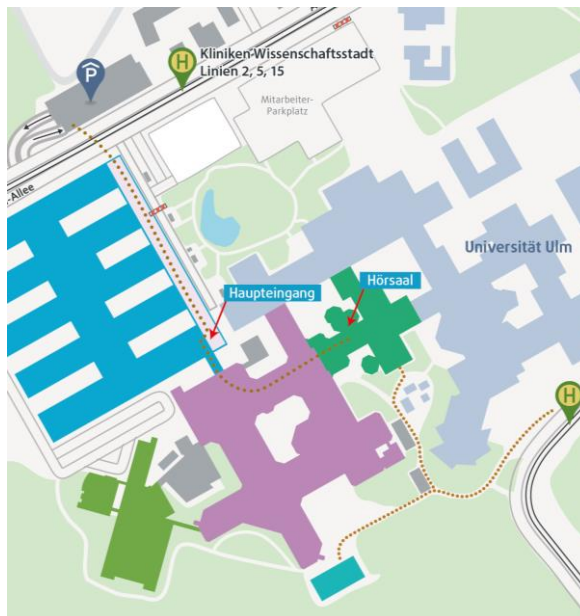 Kliniken-Wissenschaftsstadt
H
Linien 2, 5, 15
P
Mitarbeiter-
Parkplatz
-Allee
Universität Ulm
Hörsaal
Haupteingang
H